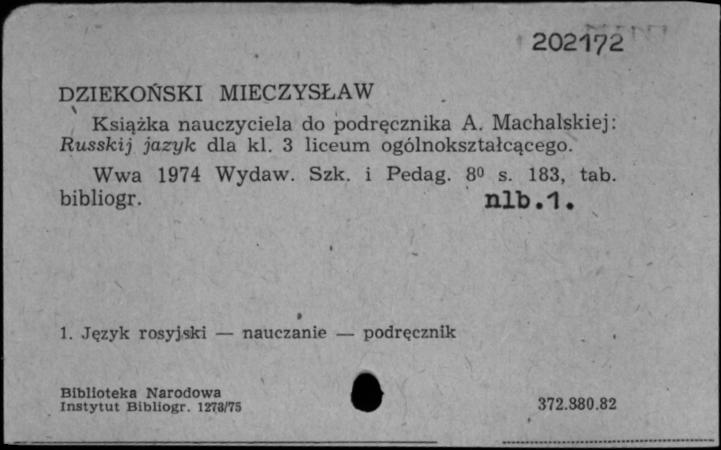 202172
DZIEKOŃSKI MIECZYSŁAW
Książka nauczyciela do podręcznika A. Machalskiej:
Russkij jazyk dla kl. 3 liceum ogólnokształcącego.
Wwa 1974 Wydaw. Szk. i Pedag. 8⁰ s. 183, tab.
bibliogr. nlb.1.
1. Język rosyjski — nauczanie — podręcznik
Biblioteka Narodowa
Instytut Bibliogr. 1278/75
372.880.82